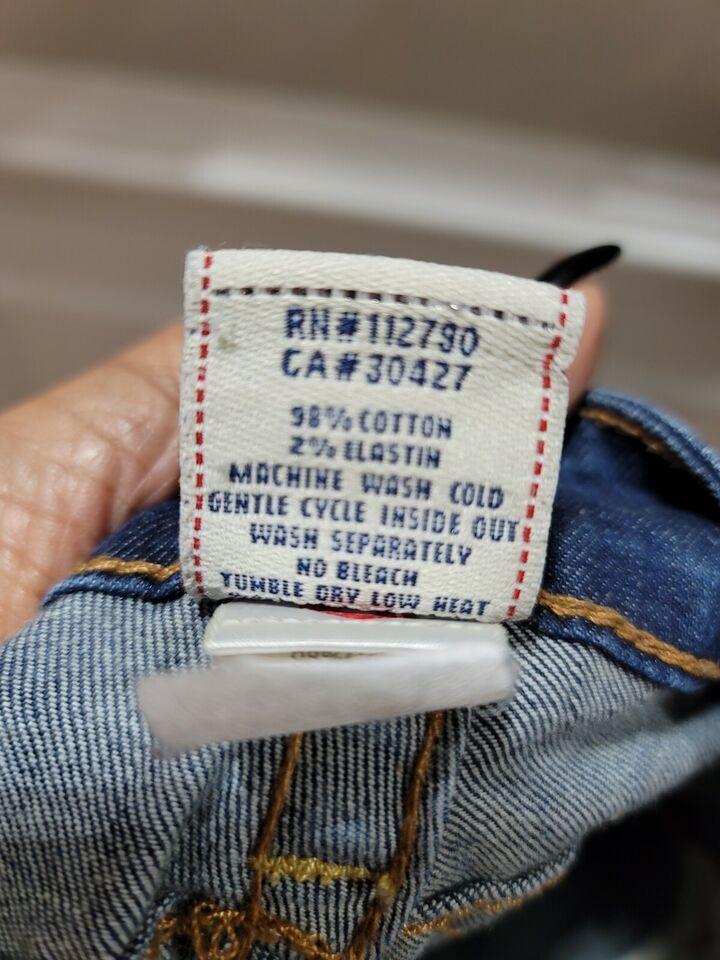 RN#112790
CA#30427
98% COTTON
2% ELASTIN
MACHINE WASH COLD
GENTLE CYCLE INSIDE OUT
WASH SEPARATELY
NO BLEACH
TUMBLE DRY LOW HEAT